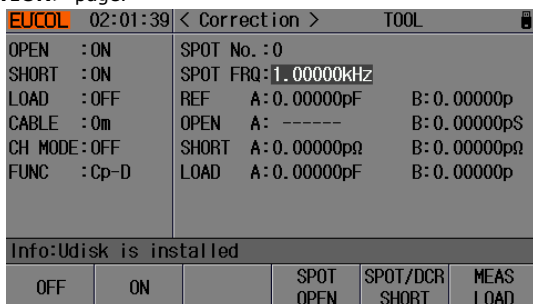 page.
EUCOL 02:01:39 < Correction > TOOL
OPEN :ON SPOT No.:0
SHORT :ON SPOT FRQ:1.00000kHz
LOAD :OFF REF A:0.00000pF B:0.00000p
CABLE :0m OPEN A: ------ B:0.00000pS
CH MODE:OFF SHORT A:0.00000pΩ B:0.00000pΩ
FUNC :Cp-D LOAD A:0.00000pF B:0.00000p
Info:Udisk is installed
OFF ON SPOT OPEN SPOT/DCR SHORT MEAS LOAD